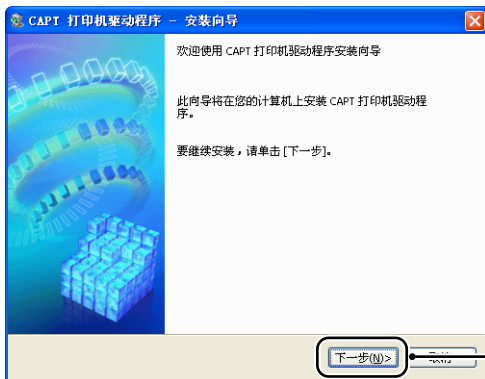 CAPT 打印机驱动程序 - 安装向导
欢迎使用 CAPT 打印机驱动程序安装向导
此向导将在您的计算机上安装 CAPT 打印机驱动程
序。
要继续安装，请单击 [下一步]。
下一步(N)>